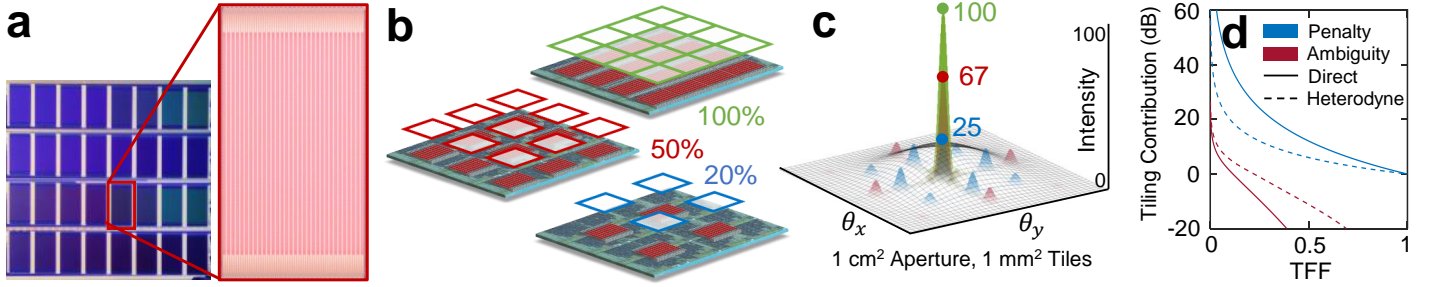 a
b
100%
50%
20%
c
100
67
25
100
Intensity
0
θx
θy
1 cm² Aperture, 1 mm² Tiles
d
Tiling Contribution (dB)
60
40
20
0
-20
Penalty
Ambiguity
Direct
Heterodyne
0
0.5
1
TFF